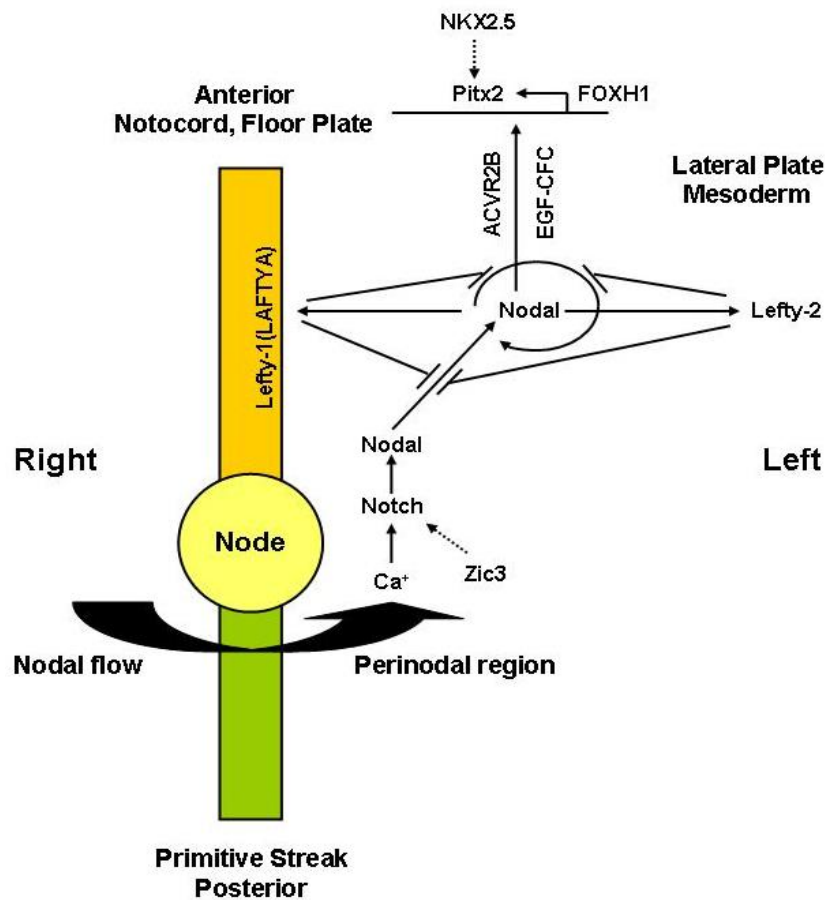 NKX2.5
Pitx2
FOXH1
Anterior
Notocord, Floor Plate
ACVR2B
EGF-CFC
Lateral Plate
Mesoderm
Lefty-1(LAFTYA)
Nodal
Lefty-2
Nodal
Right
Left
Notch
Node
Zic3
Ca⁺
Nodal flow
Perinodal region
Primitive Streak
Posterior